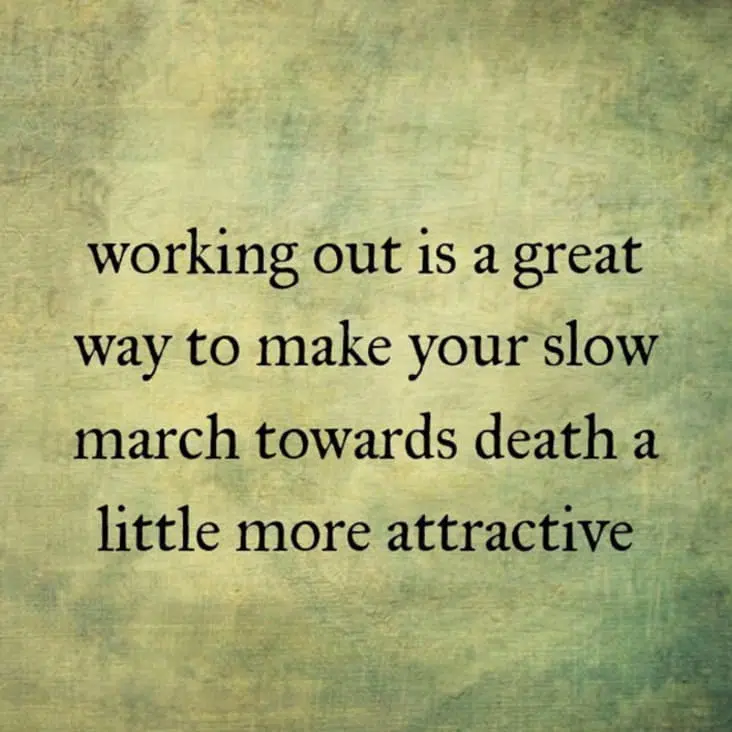 working out is a great
way to make your slow
march towards death a
little more attractive